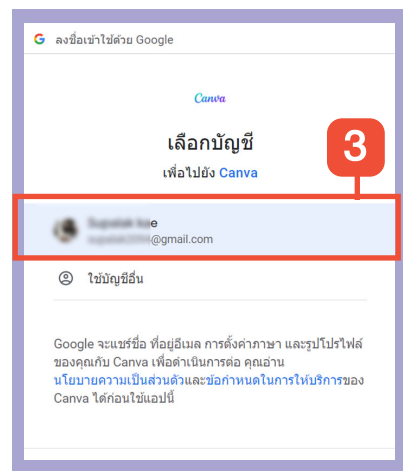 ลงชื่อเข้าใช้ด้วย Google
Canva
เลือกบัญชี
เพื่อไปยัง Canva
3
@gmail.com
ใช้บัญชีอื่น
Google จะแชร์ชื่อ ที่อยู่อีเมล การตั้งค่าภาษา และรูปโปรไฟล์
ของคุณกับ Canva เพื่อดำเนินการต่อ คุณอ่าน
นโยบายความเป็นส่วนตัวและข้อกำหนดในการให้บริการของ
Canva ได้ก่อนใช้แอปนี้